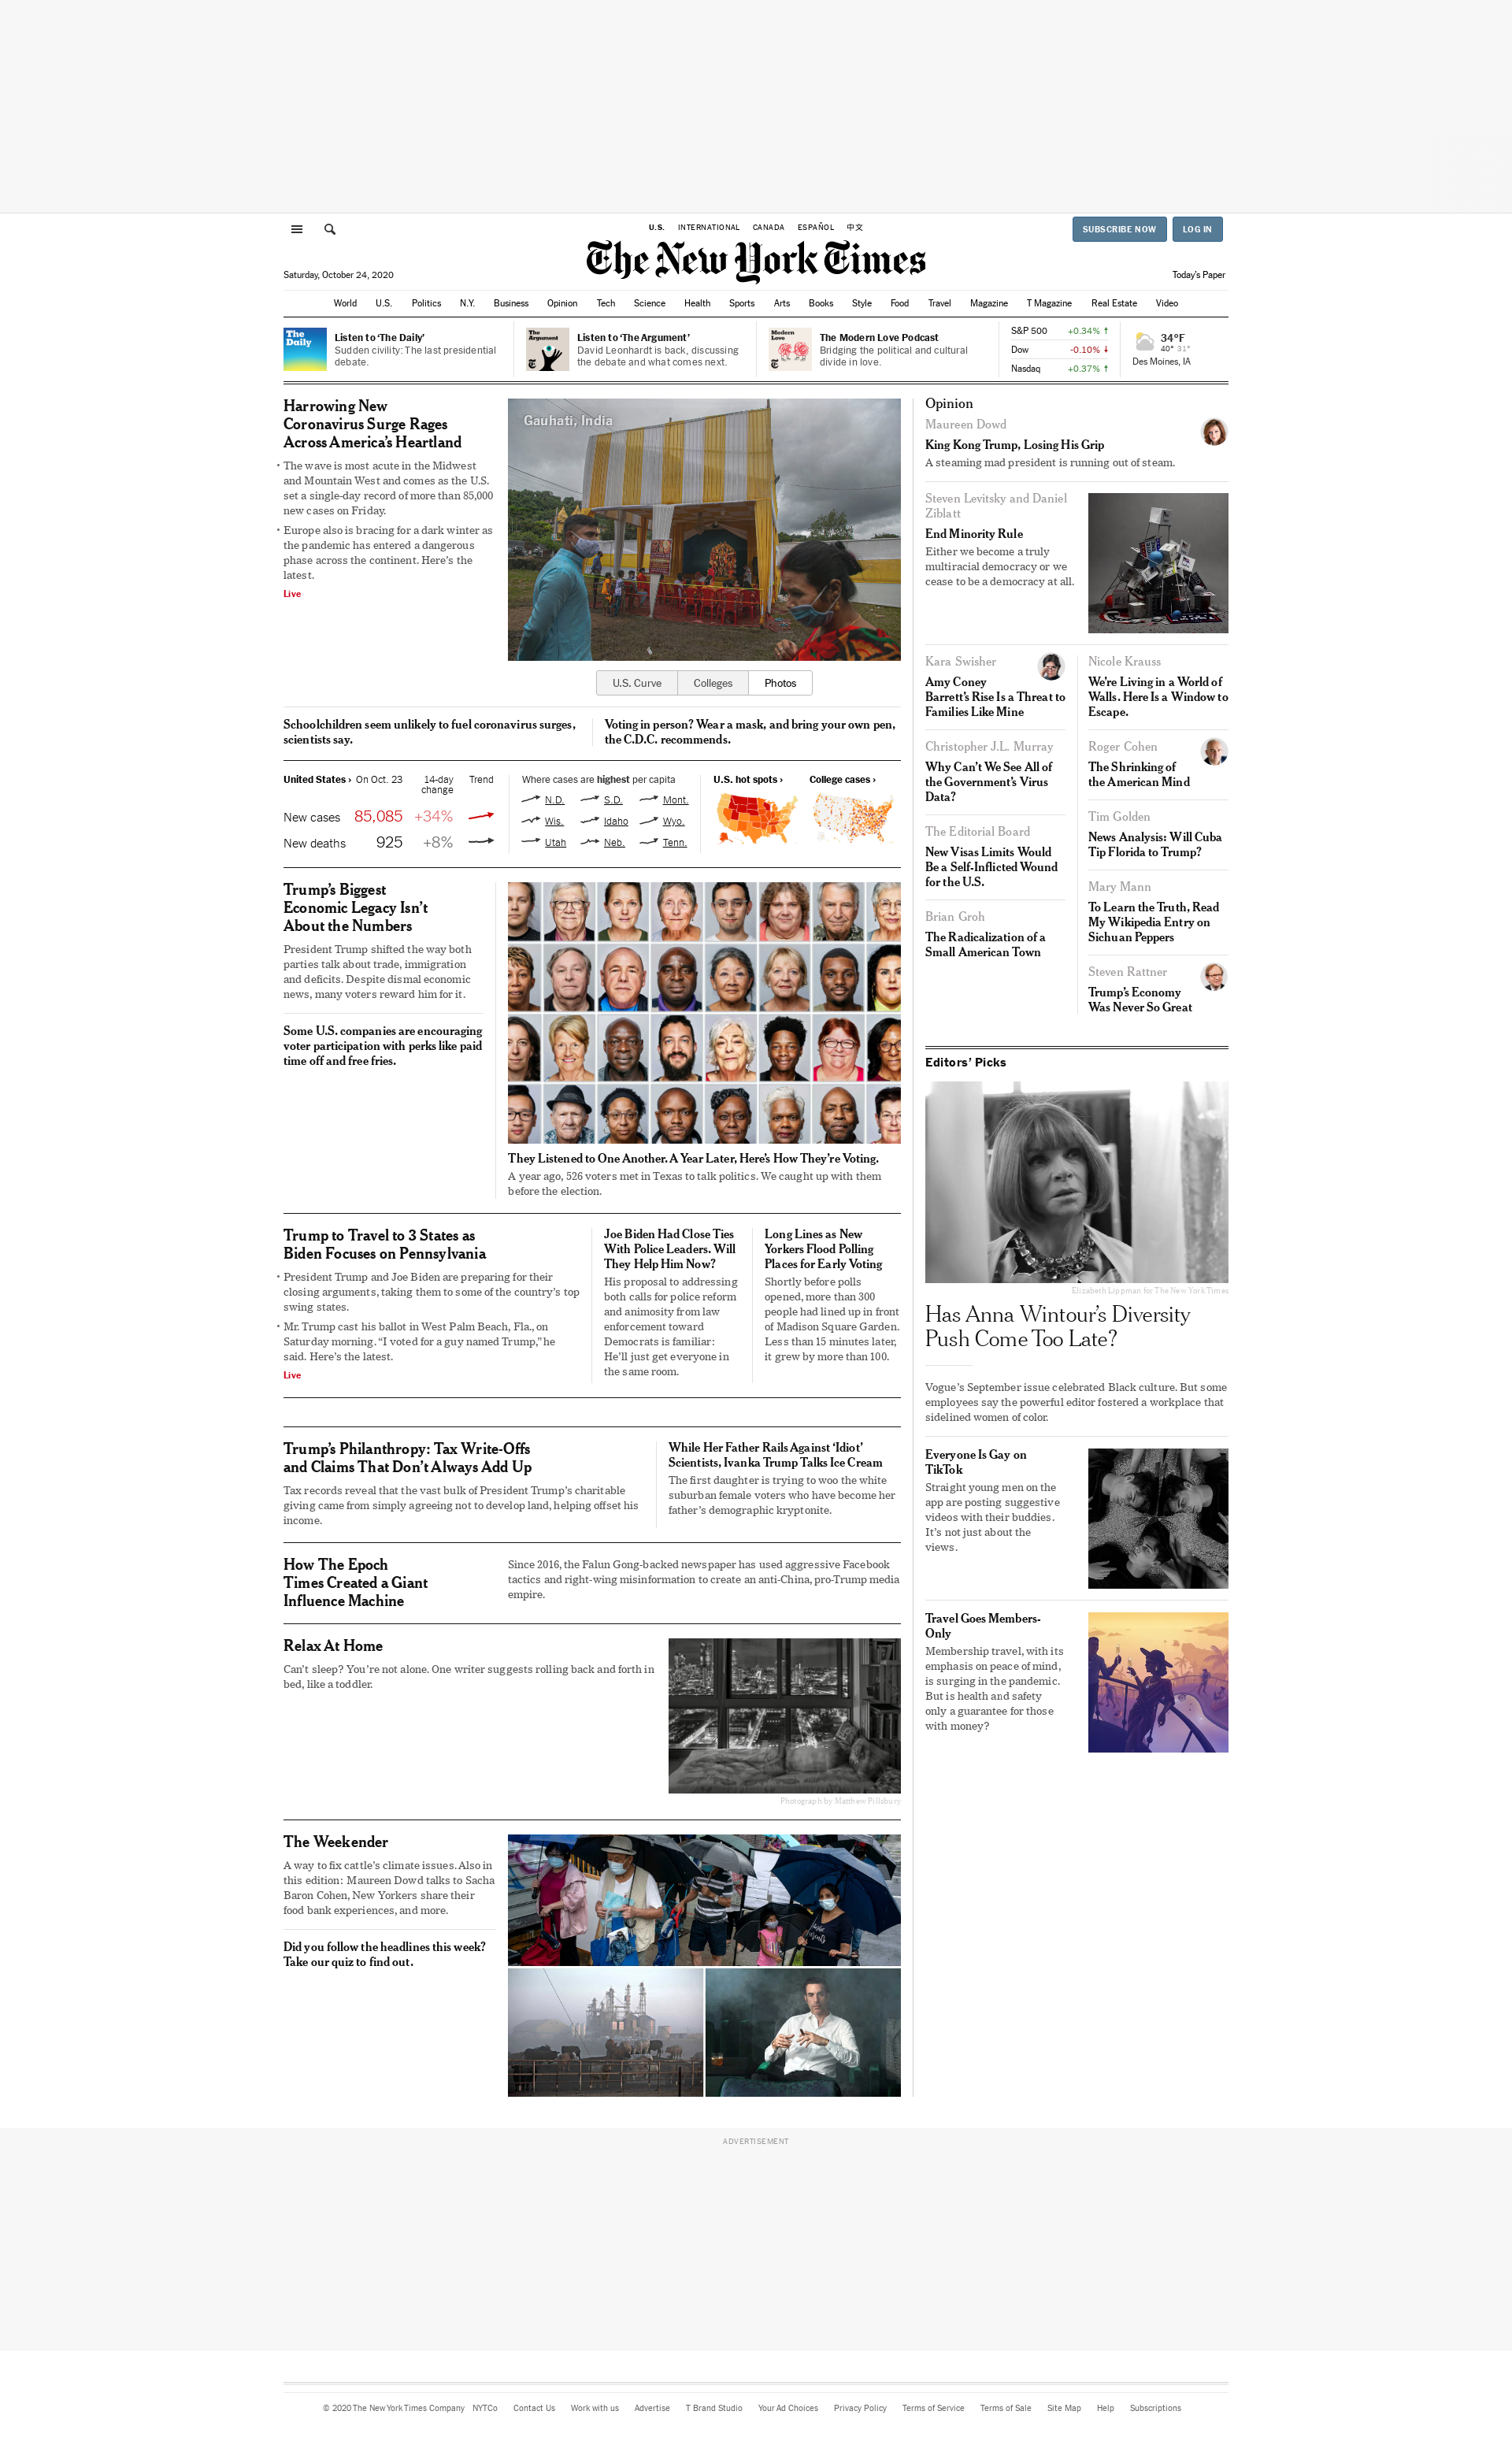 U.S. INTERNATIONAL CANADA ESPAÑOL 中文
SUBSCRIBE NOW LOG IN
The New York Times
Saturday, October 24, 2020
Today's Paper
World U.S. Politics N.Y. Business Opinion Tech Science Health Sports Arts Books Style Food Travel Magazine T Magazine Real Estate Video
The
Daily
Listen to ‘The Daily’
Sudden civility: The last presidential
debate.
The
Argument
Listen to ‘The Argument’
David Leonhardt is back, discussing
the debate and what comes next.
Modern
Love
The Modern Love Podcast
Bridging the political and cultural
divide in love.
S&P 500 +0.34% ↑
Dow -0.10% ↓
Nasdaq +0.37% ↑
34°F
40° 31°
Des Moines, IA
Harrowing New
Coronavirus Surge Rages
Across America’s Heartland
• The wave is most acute in the Midwest
and Mountain West and comes as the U.S.
set a single-day record of more than 85,000
new cases on Friday.
• Europe also is bracing for a dark winter as
the pandemic has entered a dangerous
phase across the continent. Here’s the
latest.
Live
Gauhati, India
U.S. Curve Colleges Photos
Schoolchildren seem unlikely to fuel coronavirus surges,
scientists say.
Voting in person? Wear a mask, and bring your own pen,
the C.D.C. recommends.
United States › On Oct. 23 14-day
change Trend
New cases 85,085 +34%
New deaths 925 +8%
Where cases are highest per capita
N.D. S.D. Mont.
Wis. Idaho Wyo.
Utah Neb. Tenn.
U.S. hot spots ›
College cases ›
Trump’s Biggest
Economic Legacy Isn’t
About the Numbers
President Trump shifted the way both
parties talk about trade, immigration
and deficits. Despite dismal economic
news, many voters reward him for it.
Some U.S. companies are encouraging
voter participation with perks like paid
time off and free fries.
They Listened to One Another. A Year Later, Here’s How They’re Voting.
A year ago, 526 voters met in Texas to talk politics. We caught up with them
before the election.
Trump to Travel to 3 States as
Biden Focuses on Pennsylvania
• President Trump and Joe Biden are preparing for their
closing arguments, taking them to some of the country’s top
swing states.
• Mr. Trump cast his ballot in West Palm Beach, Fla., on
Saturday morning. “I voted for a guy named Trump,” he
said. Here’s the latest.
Live
Joe Biden Had Close Ties
With Police Leaders. Will
They Help Him Now?
His proposal to addressing
both calls for police reform
and animosity from law
enforcement toward
Democrats is familiar:
He’ll just get everyone in
the same room.
Long Lines as New
Yorkers Flood Polling
Places for Early Voting
Shortly before polls
opened, more than 300
people had lined up in front
of Madison Square Garden.
Less than 15 minutes later,
it grew by more than 100.
Trump’s Philanthropy: Tax Write-Offs
and Claims That Don’t Always Add Up
Tax records reveal that the vast bulk of President Trump’s charitable
giving came from simply agreeing not to develop land, helping offset his
income.
While Her Father Rails Against ‘Idiot’
Scientists, Ivanka Trump Talks Ice Cream
The first daughter is trying to woo the white
suburban female voters who have become her
father’s demographic kryptonite.
How The Epoch
Times Created a Giant
Influence Machine
Since 2016, the Falun Gong-backed newspaper has used aggressive Facebook
tactics and right-wing misinformation to create an anti-China, pro-Trump media
empire.
Relax At Home
Can’t sleep? You’re not alone. One writer suggests rolling back and forth in
bed, like a toddler.
Photograph by Matthew Pillsbury
The Weekender
A way to fix cattle’s climate issues. Also in
this edition: Maureen Dowd talks to Sacha
Baron Cohen, New Yorkers share their
food bank experiences, and more.
Did you follow the headlines this week?
Take our quiz to find out.
Opinion
Maureen Dowd
King Kong Trump, Losing His Grip
A steaming mad president is running out of steam.
Steven Levitsky and Daniel
Ziblatt
End Minority Rule
Either we become a truly
multiracial democracy or we
cease to be a democracy at all.
Kara Swisher
Amy Coney
Barrett’s Rise Is a Threat to
Families Like Mine
Christopher J.L. Murray
Why Can’t We See All of
the Government’s Virus
Data?
The Editorial Board
New Visas Limits Would
Be a Self-Inflicted Wound
for the U.S.
Brian Groh
The Radicalization of a
Small American Town
Nicole Krauss
We’re Living in a World of
Walls. Here Is a Window to
Escape.
Roger Cohen
The Shrinking of
the American Mind
Tim Golden
News Analysis: Will Cuba
Tip Florida to Trump?
Mary Mann
To Learn the Truth, Read
My Wikipedia Entry on
Sichuan Peppers
Steven Rattner
Trump’s Economy
Was Never So Great
Editors’ Picks
Elizabeth Lippman for The New York Times
Has Anna Wintour’s Diversity
Push Come Too Late?
Vogue’s September issue celebrated Black culture. But some
employees say the powerful editor fostered a workplace that
sidelined women of color.
Everyone Is Gay on
TikTok
Straight young men on the
app are posting suggestive
videos with their buddies.
It’s not just about the
views.
Travel Goes Members-
Only
Membership travel, with its
emphasis on peace of mind,
is surging in the pandemic.
But is health and safety
only a guarantee for those
with money?
ADVERTISEMENT
© 2020 The New York Times Company NYTCo Contact Us Work with us Advertise T Brand Studio Your Ad Choices Privacy Policy Terms of Service Terms of Sale Site Map Help Subscriptions